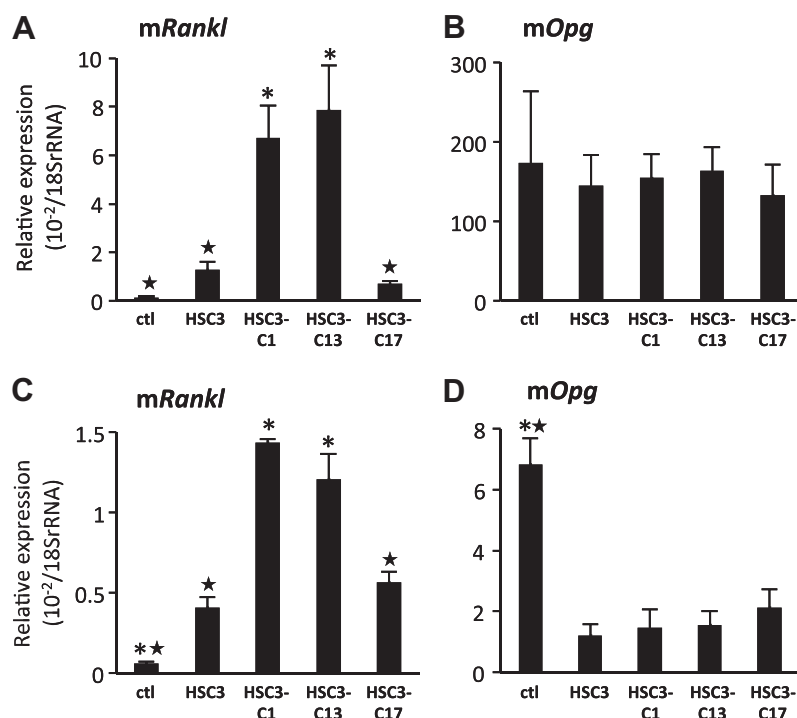 A
mRankl
Relative expression
(10-2/18SrRNA)
10
8
6
4
2
0
★
★
*
*
★
ctl
HSC3
HSC3-
C1
HSC3-
C13
HSC3-
C17
B
mOpg
300
200
100
0
ctl
HSC3
HSC3-
C1
HSC3-
C13
HSC3-
C17
C
mRankl
Relative expression
(10-2/18SrRNA)
1.5
1
0.5
0
*★
★
*
*
★
ctl
HSC3
HSC3-
C1
HSC3-
C13
HSC3-
C17
D
mOpg
8
6
4
2
0
*★
ctl
HSC3
HSC3-
C1
HSC3-
C13
HSC3-
C17